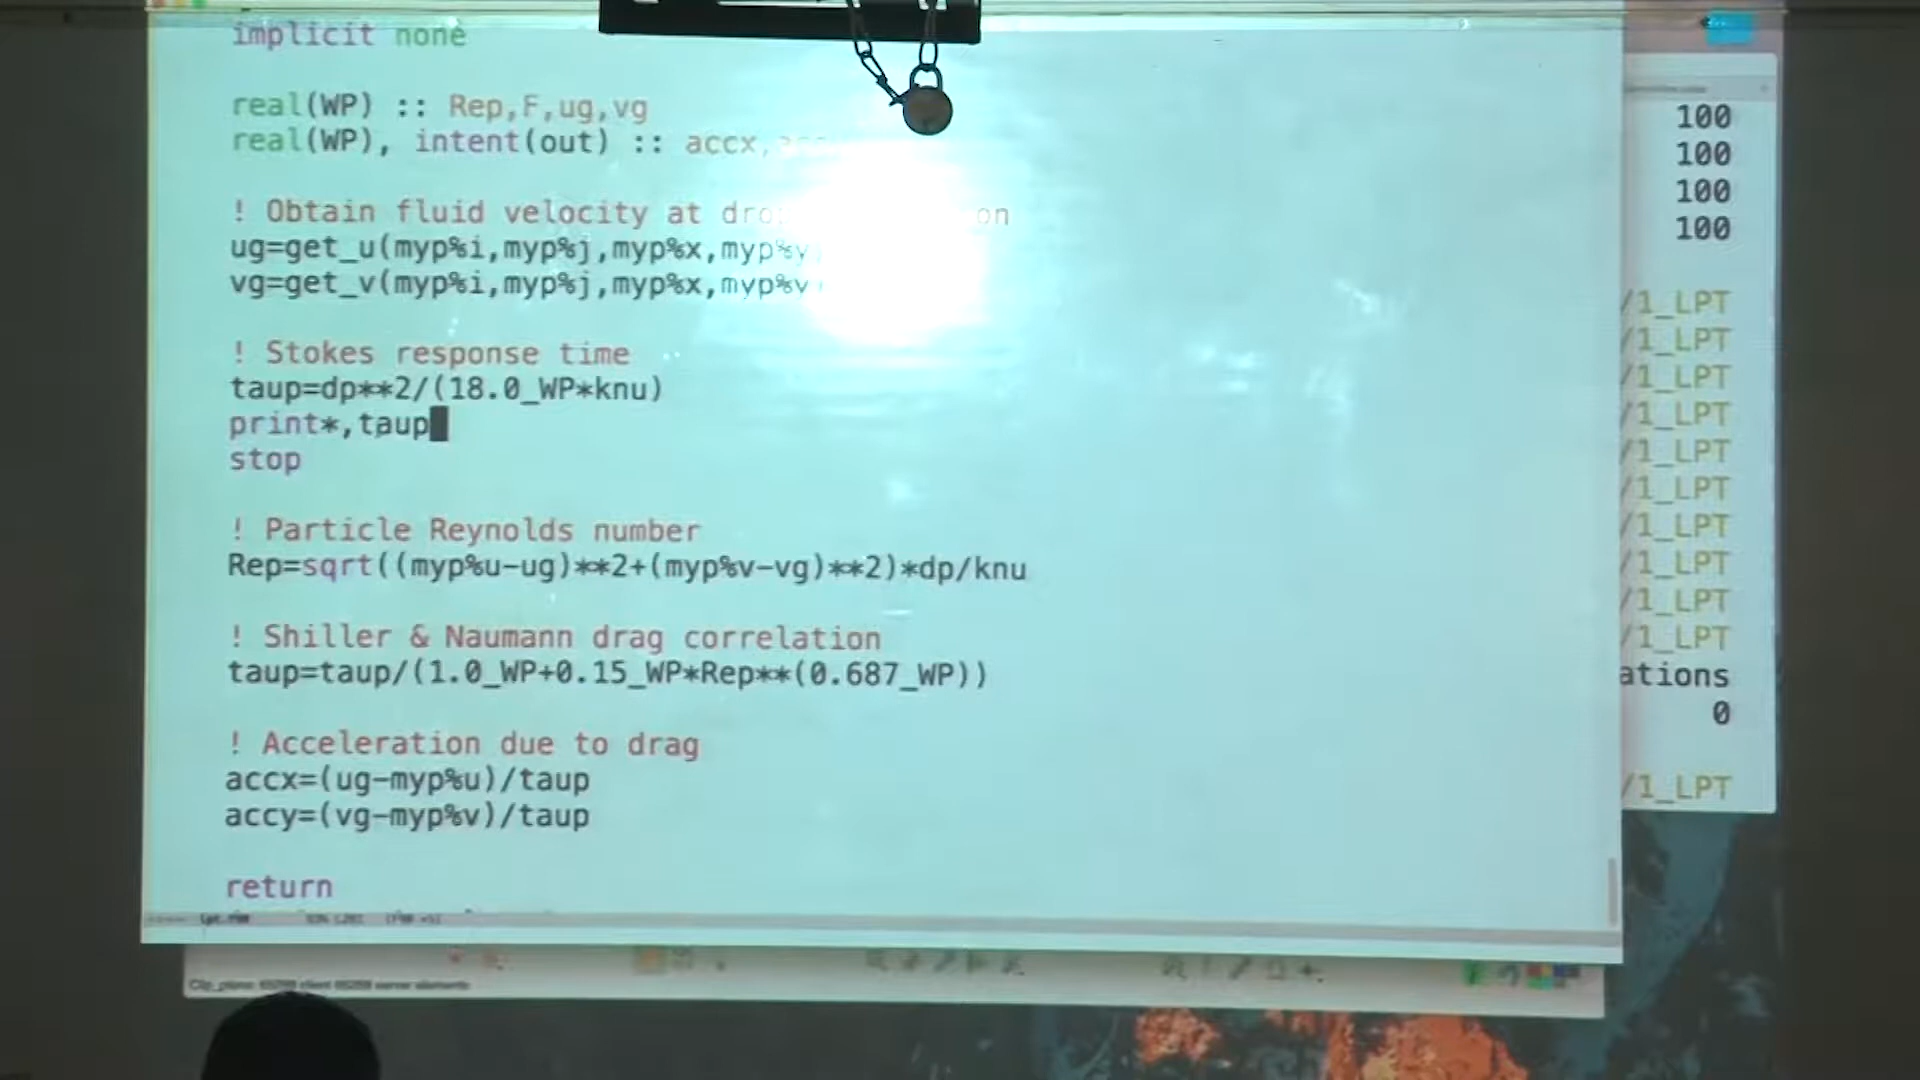 implicit none
real(WP) :: Rep,F,ug,vg
real(WP), intent(out) :: accx,
! Obtain fluid velocity at
ug=get_u(myp%i,myp%j,myp%x,myp%y
vg=get_v(myp%i,myp%j,myp%x,myp%y
! Stokes response time
taup=dp**2/(18.0_WP*knu)
print*,taup
stop
! Particle Reynolds number
Rep=sqrt((myp%u-ug)**2+(myp%v-vg)**2)*dp/knu
! Shiller & Naumann drag correlation
taup=taup/(1.0_WP+0.15_WP*Rep**(0.687_WP))
! Acceleration due to drag
accx=(ug-myp%u)/taup
accy=(vg-myp%v)/taup
return
100
100
100
100
/1_LPT
/1_LPT
/1_LPT
/1_LPT
/1_LPT
/1_LPT
/1_LPT
/1_LPT
/1_LPT
/1_LPT
ations
0
/1_LPT